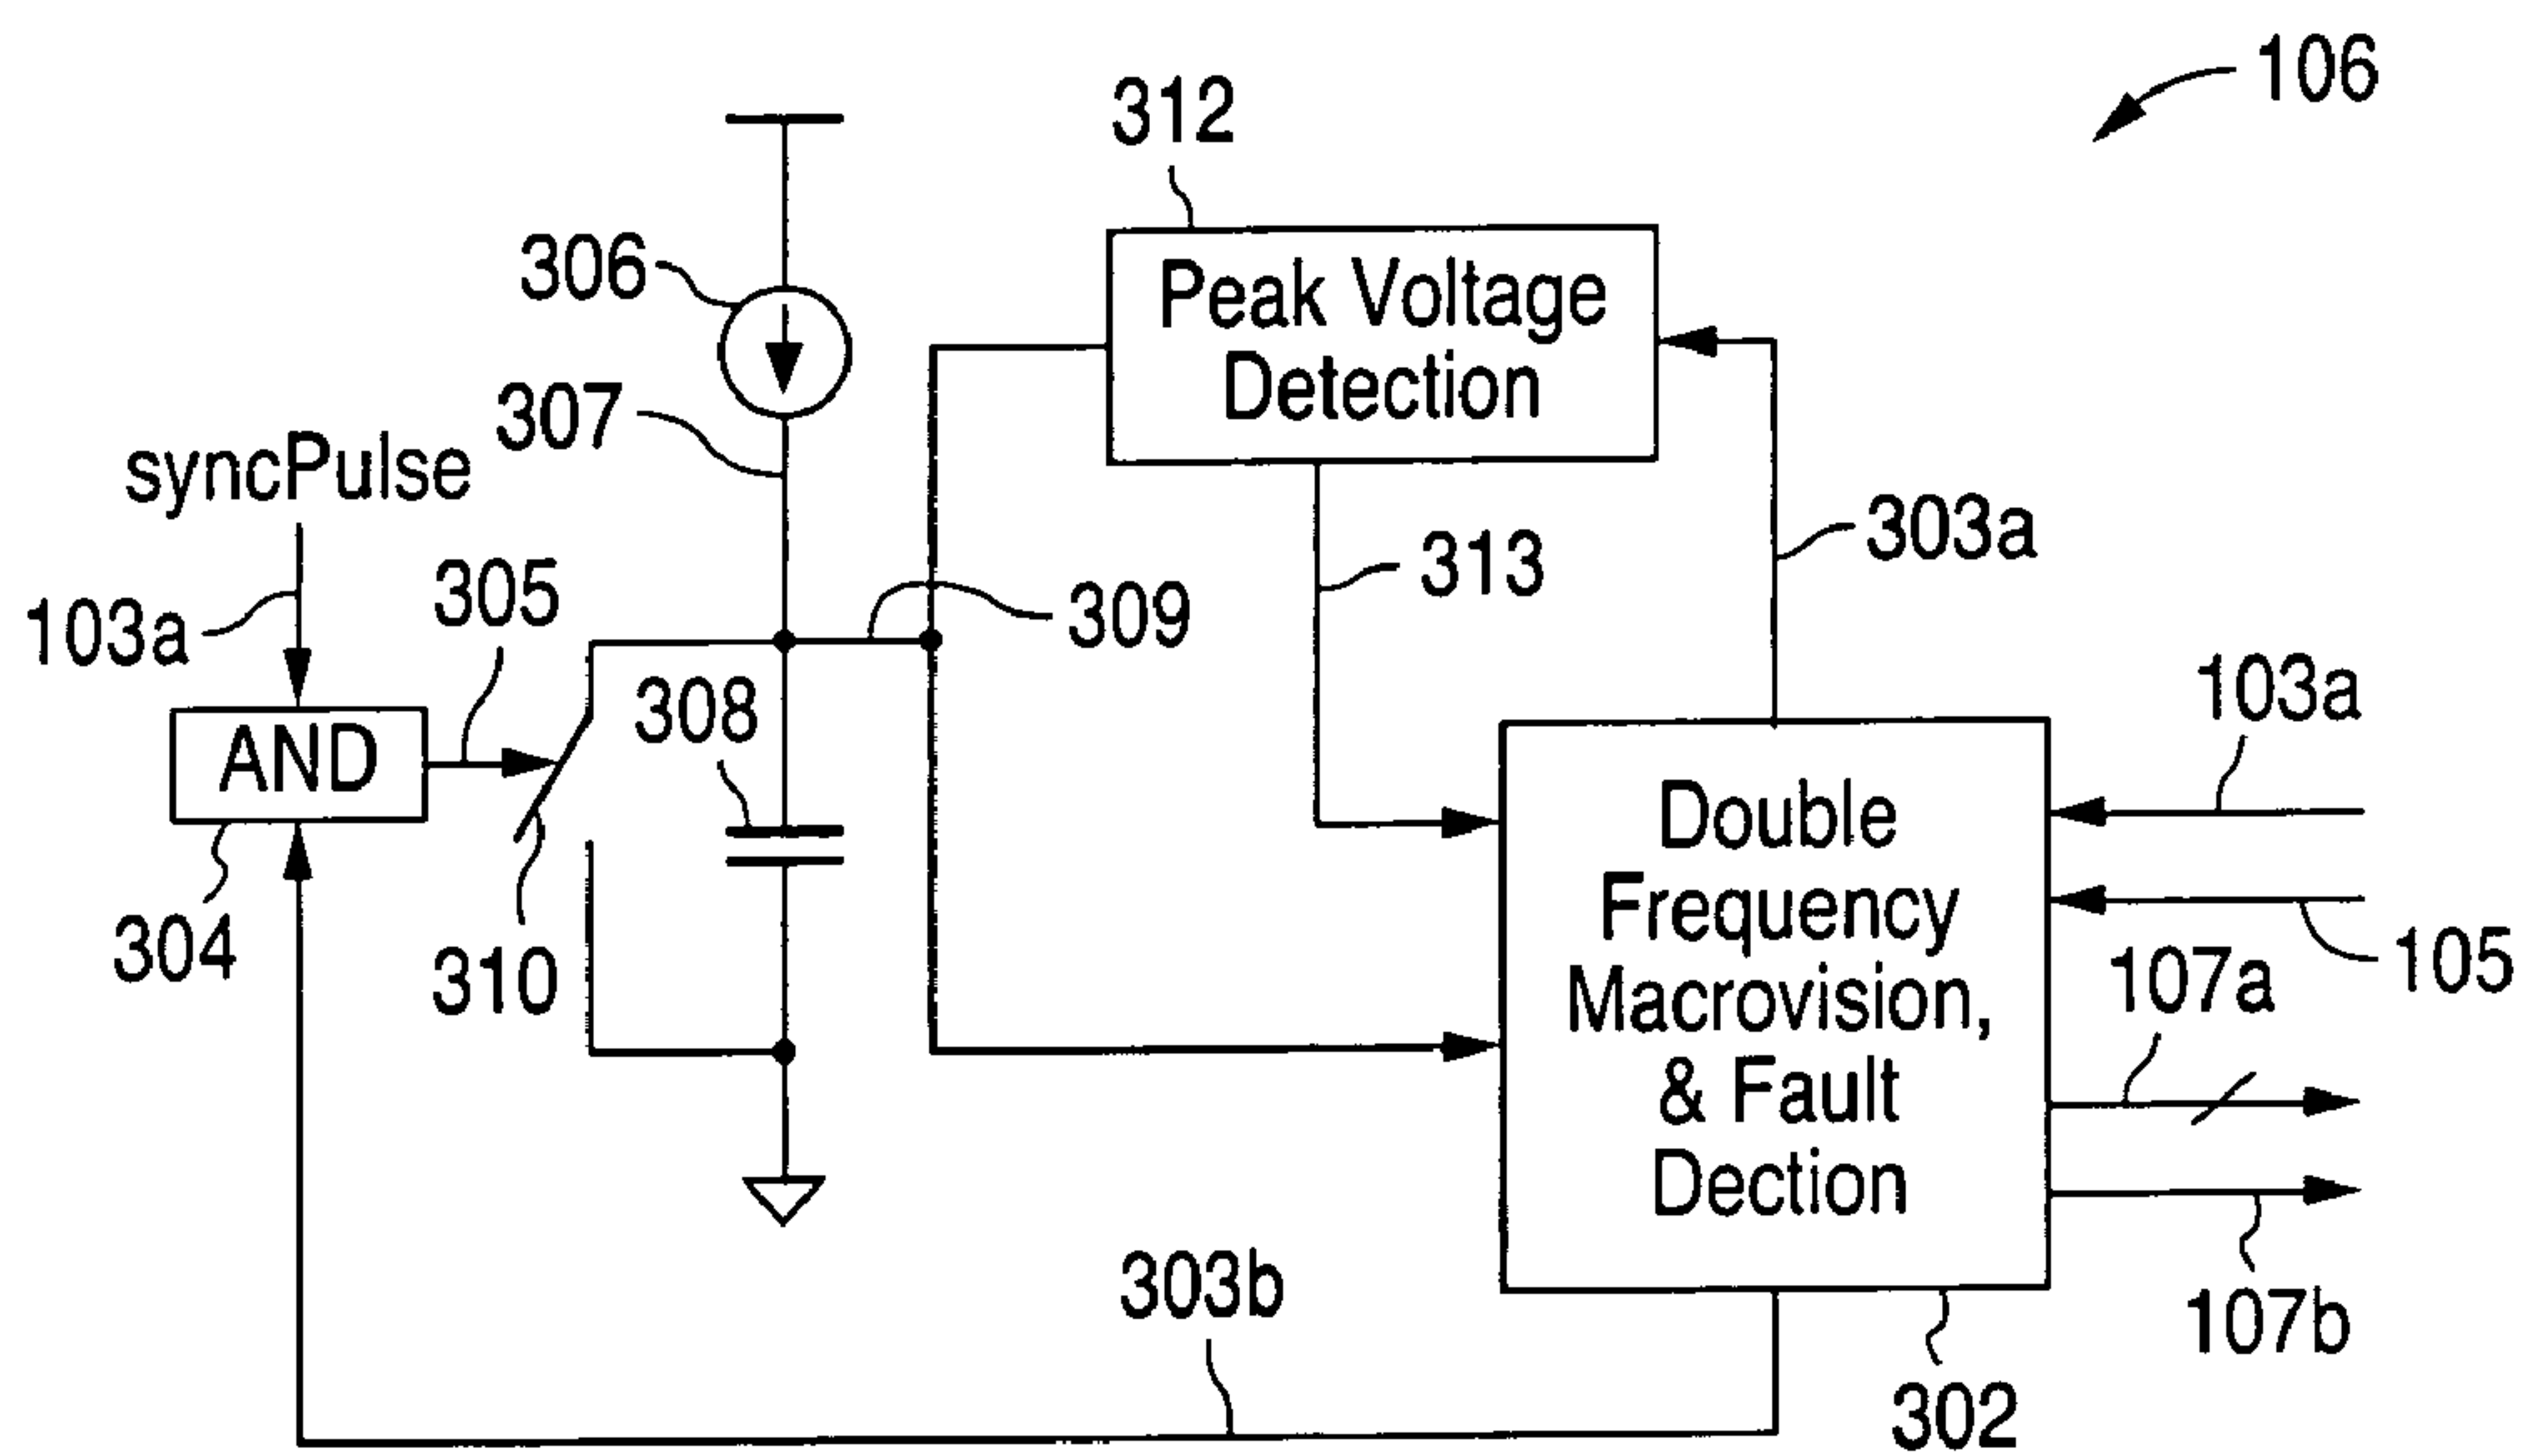 106
312
306
Peak Voltage
Detection
307
syncPulse
303a
313
305
309
103a
103a
308
AND
Double
Frequency
Macrovision,
& Fault
Dection
105
107a
304
310
303b
107b
302